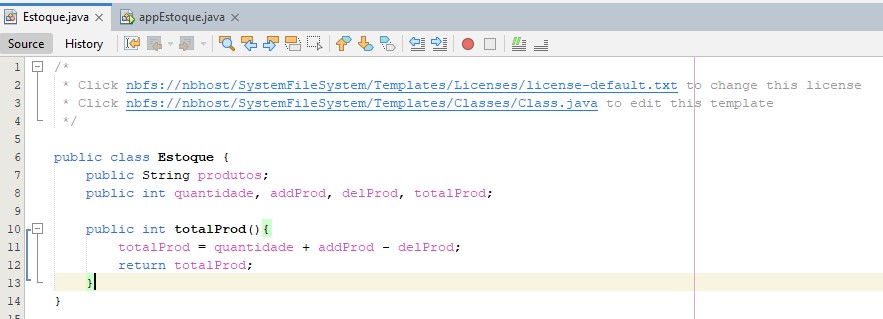 Estoque.java × appEstoque.java ×
Source History
1 /*
2 * Click nbfs://nbhost/SystemFileSystem/Templates/Licenses/license-default.txt to change this license
3 * Click nbfs://nbhost/SystemFileSystem/Templates/Classes/Class.java to edit this template
4 */
5
6 public class Estoque {
7 public String produtos;
8 public int quantidade, addProd, delProd, totalProd;
9
10 public int totalProd(){
11 totalProd = quantidade + addProd - delProd;
12 return totalProd;
13 }
14 }
15